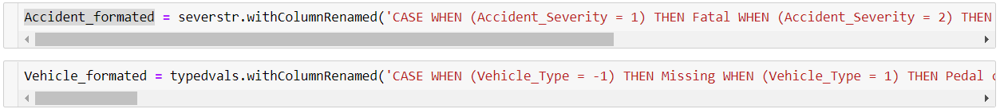 Accident_formated = severstr.withColumnRenamed('CASE WHEN (Accident_Severity = 1) THEN Fatal WHEN (Accident_Severity = 2) THEN
Vehicle_formated = typedvals.withColumnRenamed('CASE WHEN (Vehicle_Type = -1) THEN Missing WHEN (Vehicle_Type = 1) THEN Pedal